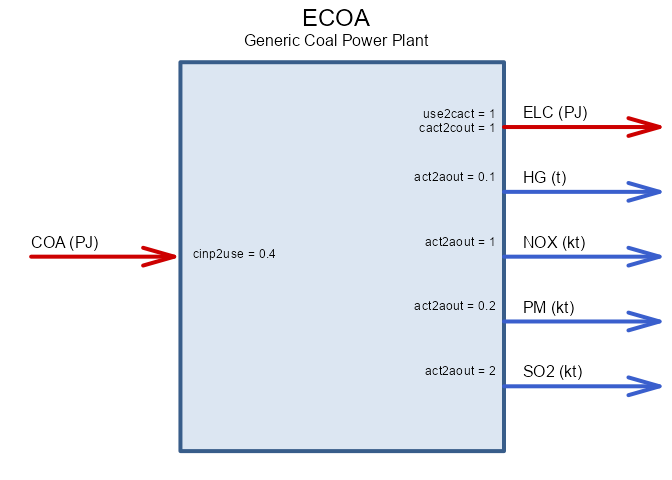 ECOA
Generic Coal Power Plant
use2cact = 1
cact2cout = 1
ELC (PJ)
act2aout = 0.1
HG (t)
COA (PJ)
cinp2use = 0.4
act2aout = 1
NOX (kt)
act2aout = 0.2
PM (kt)
act2aout = 2
SO2 (kt)